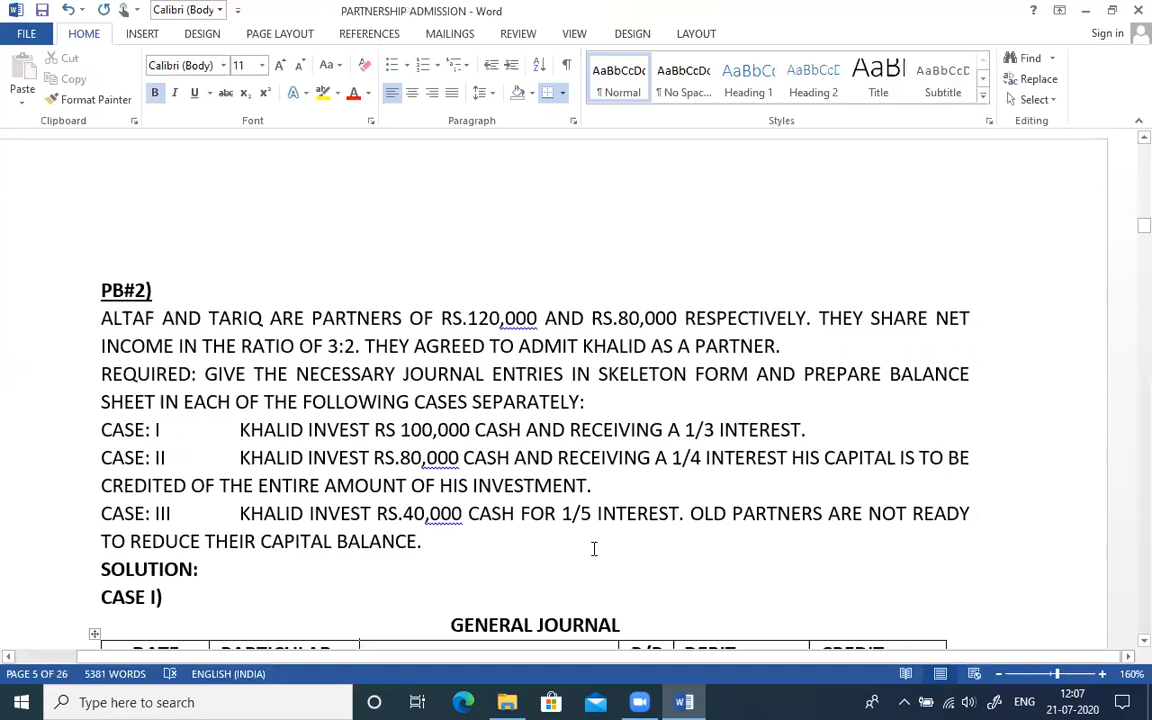 PARTNERSHIP ADMISSION - Word
Calibri (Body
?
FILE HOME INSERT DESIGN PAGE LAYOUT REFERENCES MAILINGS REVIEW VIEW DESIGN LAYOUT Sign in
Paste
Cut
Copy
Format Painter
Clipboard
Calibri (Body) 11
Font
Paragraph
AaBbCcDc AaBbCcDc AaBbCc AaBbCcC AaBl AaBbCcD
¶ Normal ¶ No Spac... Heading 1 Heading 2 Title Subtitle
Styles
Find
Replace
Select
Editing
PB#2)
ALTAF AND TARIQ ARE PARTNERS OF RS.120,000 AND RS.80,000 RESPECTIVELY. THEY SHARE NET
INCOME IN THE RATIO OF 3:2. THEY AGREED TO ADMIT KHALID AS A PARTNER.
REQUIRED: GIVE THE NECESSARY JOURNAL ENTRIES IN SKELETON FORM AND PREPARE BALANCE
SHEET IN EACH OF THE FOLLOWING CASES SEPARATELY:
CASE: I KHALID INVEST RS 100,000 CASH AND RECEIVING A 1/3 INTEREST.
CASE: II KHALID INVEST RS.80,000 CASH AND RECEIVING A 1/4 INTEREST HIS CAPITAL IS TO BE
CREDITED OF THE ENTIRE AMOUNT OF HIS INVESTMENT.
CASE: III KHALID INVEST RS.40,000 CASH FOR 1/5 INTEREST. OLD PARTNERS ARE NOT READY
TO REDUCE THEIR CAPITAL BALANCE.
SOLUTION:
CASE I)
GENERAL JOURNAL
DATE PARTICULAR P/R DEBIT CREDIT
PAGE 5 OF 26 5381 WORDS ENGLISH (INDIA) 160%
Type here to search
ENG
12:07
21-07-2020